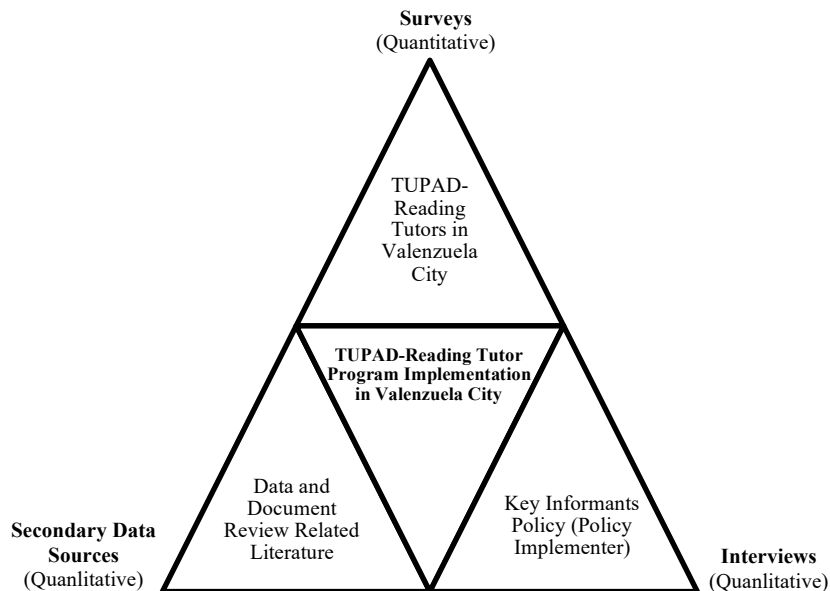 Surveys
(Quantitative)
TUPAD-
Reading
Tutors in
Valenzuela
City
TUPAD-Reading Tutor
Program Implementation
in Valenzuela City
Data and
Document
Review Related
Literature
Key Informants
Policy (Policy
Implementer)
Secondary Data
Sources
(Quanlitative)
Interviews
(Quanlitative)